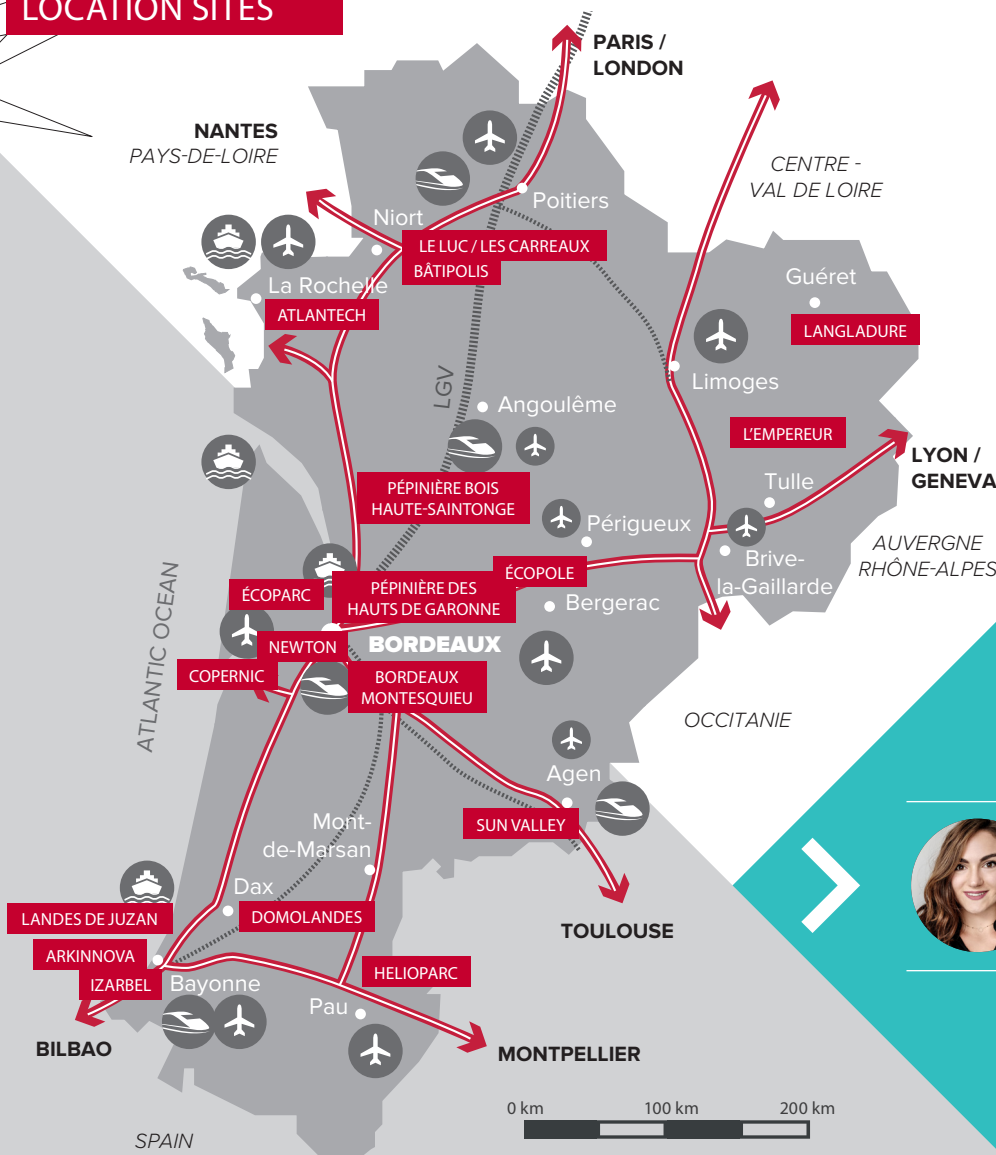 LOCATION SITES
PARIS /
LONDON
NANTES
PAYS-DE-LOIRE
CENTRE -
VAL DE LOIRE
Poitiers
Niort
LE LUC / LES CARREAUX
BÂTIPOLIS
La Rochelle
ATLANTECH
Guéret
LANGLADURE
Limoges
LGV
Angoulême
L'EMPEREUR
LYON /
GENEVA
Tulle
PÉPINIÈRE BOIS
HAUTE-SAINTONGE
Périgueux
AUVERGNE
RHÔNE-ALPES
Brive-
la-Gaillarde
ÉCOPOLE
ÉCOPARC
PÉPINIÈRE DES
HAUTS DE GARONNE
Bergerac
ATLANTIC OCEAN
NEWTON
BORDEAUX
COPERNIC
BORDEAUX
MONTESQUIEU
OCCITANIE
Agen
SUN VALLEY
Mont-
de-Marsan
Dax
LANDES DE JUZAN
DOMOLANDES
TOULOUSE
ARKINNOVA
IZARBEL
Bayonne
HELIOPARC
Pau
BILBAO
MONTPELLIER
0 km
100 km
200 km
SPAIN